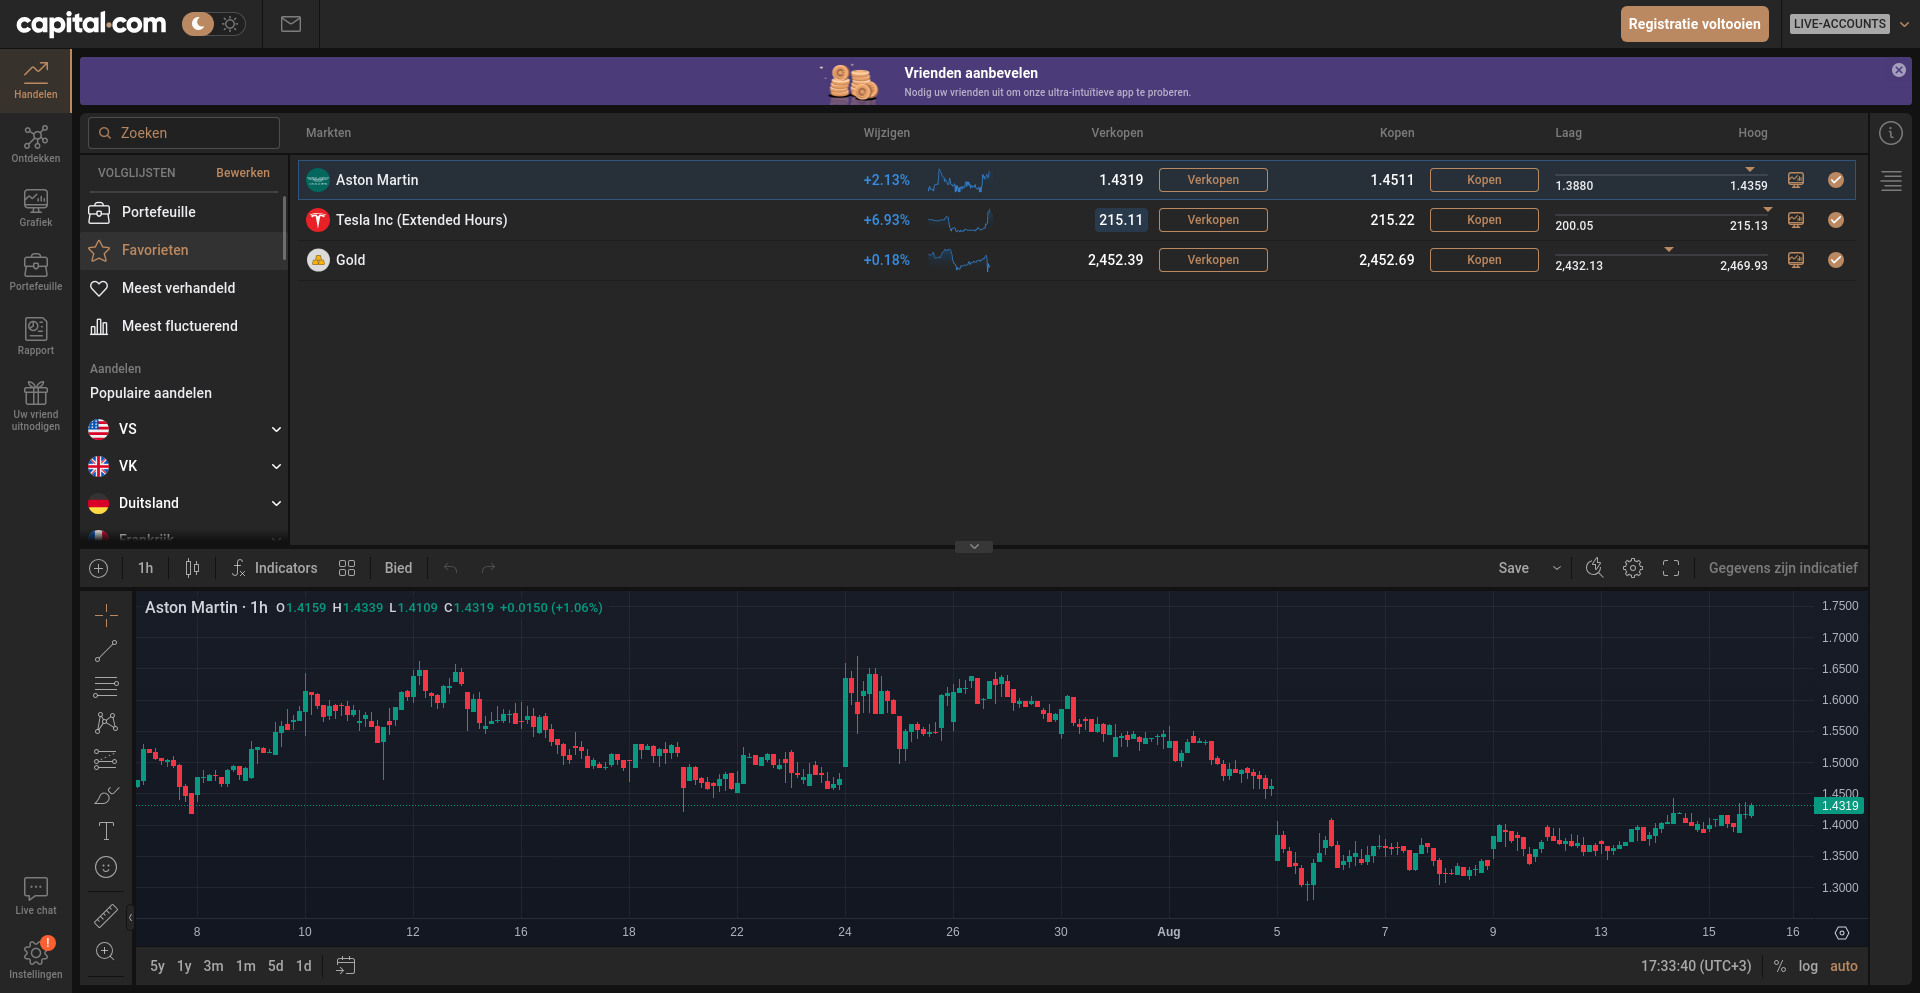 capital.com
Registratie voltooien
LIVE-ACCOUNTS
Handelen
Ontdekken
Grafiek
Portefeuille
Rapport
Uw vriend
uitnodigen
Live chat
!
Instellingen
Vrienden aanbevelen
Nodig uw vrienden uit om onze ultra-intuïtieve app te proberen.
Zoeken
Markten Wijzigen Verkopen Kopen Laag Hoog
VOLGLIJSTEN Bewerken
Portefeuille
Favorieten
Meest verhandeld
Meest fluctuerend
Aandelen
Populaire aandelen
VS
VK
Duitsland
Frankrijk
Aston Martin +2.13% 1.4319 Verkopen 1.4511 Kopen 1.3880 1.4359
Tesla Inc (Extended Hours) +6.93% 215.11 Verkopen 215.22 Kopen 200.05 215.13
Gold +0.18% 2,452.39 Verkopen 2,452.69 Kopen 2,432.13 2,469.93
1h Indicators Bied Save Gegevens zijn indicatief
Aston Martin · 1h O1.4159 H1.4339 L1.4109 C1.4319 +0.0150 (+1.06%)
1.7500
1.7000
1.6500
1.6000
1.5500
1.5000
1.4500
1.4319
1.4000
1.3500
1.3000
8 10 12 16 18 22 24 26 30 Aug 5 7 9 13 15 16
5y 1y 3m 1m 5d 1d 17:33:40 (UTC+3) % log auto